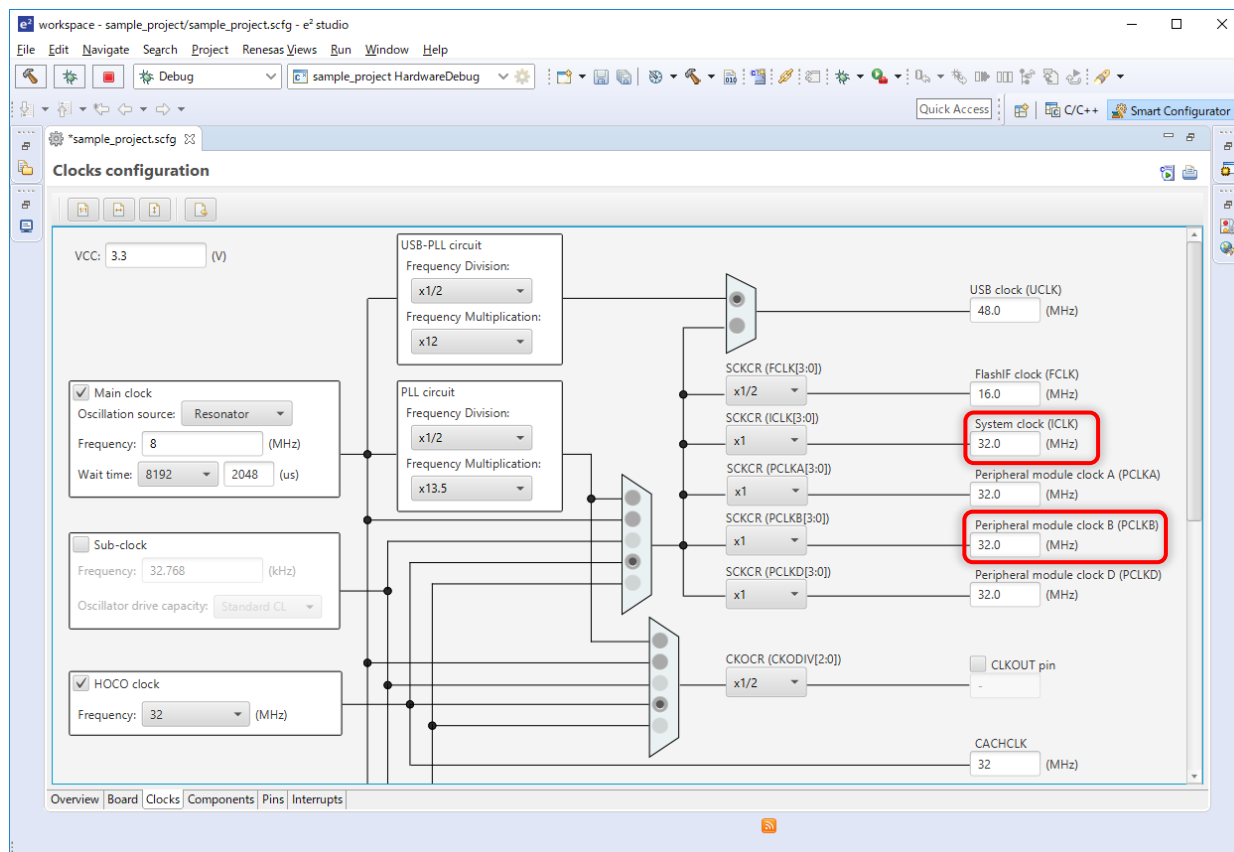 e² workspace - sample_project/sample_project.scfg - e² studio
File Edit Navigate Search Project Renesas Views Run Window Help
Debug
sample_project HardwareDebug
Quick Access
C/C++
Smart Configurator
*sample_project.scfg
Clocks configuration
VCC: 3.3 (V)
USB-PLL circuit
Frequency Division:
x1/2
Frequency Multiplication:
x12
USB clock (UCLK)
48.0 (MHz)
Main clock
Oscillation source: Resonator
Frequency: 8 (MHz)
Wait time: 8192 2048 (us)
PLL circuit
Frequency Division:
x1/2
Frequency Multiplication:
x13.5
SCKCR (FCLK[3:0])
x1/2
FlashIF clock (FCLK)
16.0 (MHz)
SCKCR (ICLK[3:0])
x1
System clock (ICLK)
32.0 (MHz)
SCKCR (PCLKA[3:0])
x1
Peripheral module clock A (PCLKA)
32.0 (MHz)
SCKCR (PCLKB[3:0])
x1
Peripheral module clock B (PCLKB)
32.0 (MHz)
SCKCR (PCLKD[3:0])
x1
Peripheral module clock D (PCLKD)
32.0 (MHz)
Sub-clock
Frequency: 32.768 (kHz)
Oscillator drive capacity: Standard CL
HOCO clock
Frequency: 32 (MHz)
CKOCR (CKODIV[2:0])
x1/2
CLKOUT pin
-
CACHCLK
32 (MHz)
Overview Board Clocks Components Pins Interrupts